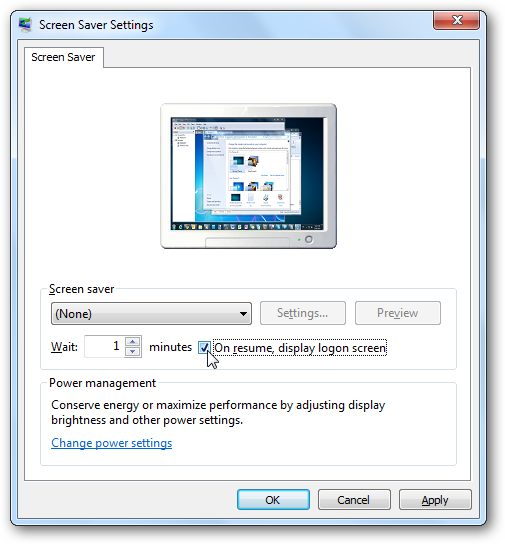 Screen Saver Settings
Screen Saver
Screen saver
(None)
Settings...
Preview
Wait: 1 minutes On resume, display logon screen
Power management
Conserve energy or maximize performance by adjusting display
brightness and other power settings.
Change power settings
OK
Cancel
Apply